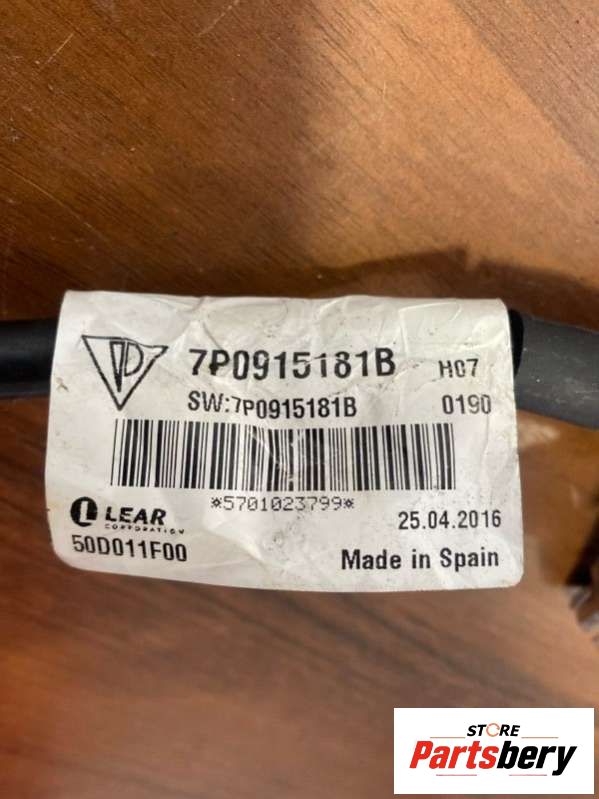 7P0915181B H07
SW:7P0915181B 0190
*5701023799*
LEAR
CORPORATION
25.04.2016
50D011F00
Made in Spain
STORE
Partsbery